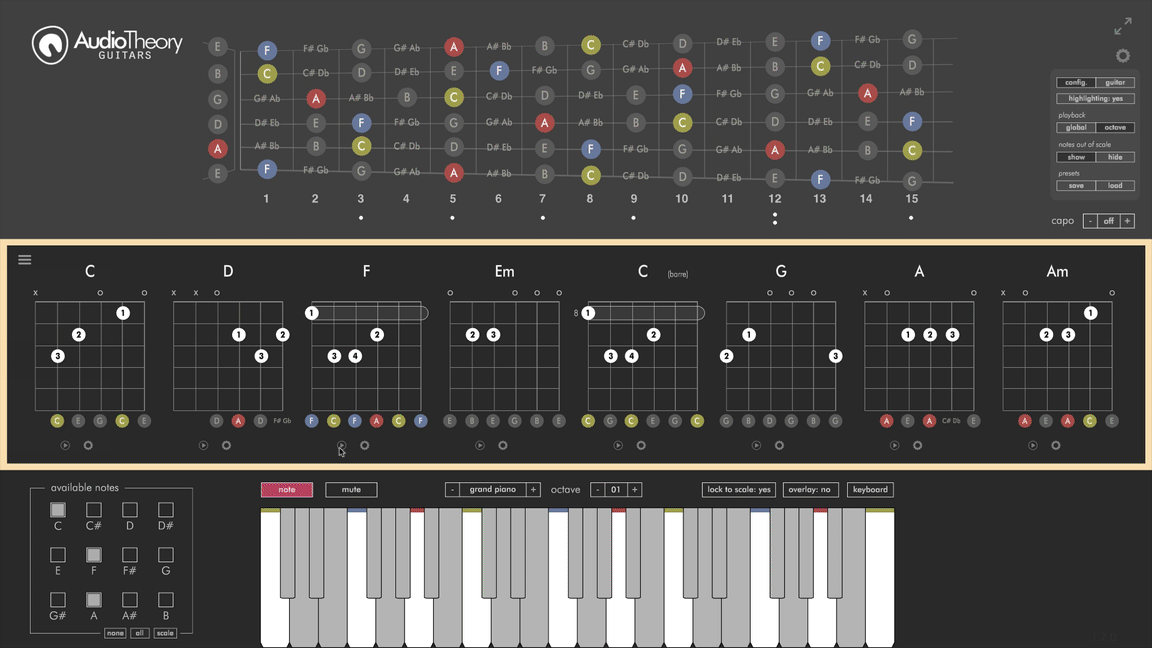 AudioTheory
GUITARS
E F F# Gb G G# Ab A A# Bb B C C# Db D D# Eb E F F# Gb G
B C C# Db D D# Eb E F F# Gb G G# Ab A A# Bb B C C# Db D
G G# Ab A A# Bb B C C# Db D D# Eb E F F# Gb G G# Ab A A# Bb
D D# Eb E F F# Gb G G# Ab A A# Bb B C C# Db D D# Eb E F
A A# Bb B C C# Db D D# Eb E F F# Gb G G# Ab A A# Bb B C
E F F# Gb G G# Ab A A# Bb B C C# Db D D# Eb E F F# Gb G
1 2 3 4 5 6 7 8 9 10 11 12 13 14 15
config. guitar
highlighting: yes
playback
global octave
notes out of scale
show hide
presets
save load
capo - off +
C D F Em C (barre) G A Am
x o o x x o o o o o o o o x o o x o o
1 1 8 1 1
2 1 2 1 2 2 3 2 1 1 2 3 2 3
3 3 3 4 3 4 2 3
C E G C E D A D F# Gb F C F A C F E B E G B E C G C E G C G B D G B G A E A C# Db E A E A C E
available notes
C C# D D#
E F F# G
G# A A# B
none all scale
note mute - grand piano + octave - 01 + lock to scale: yes overlay: no keyboard